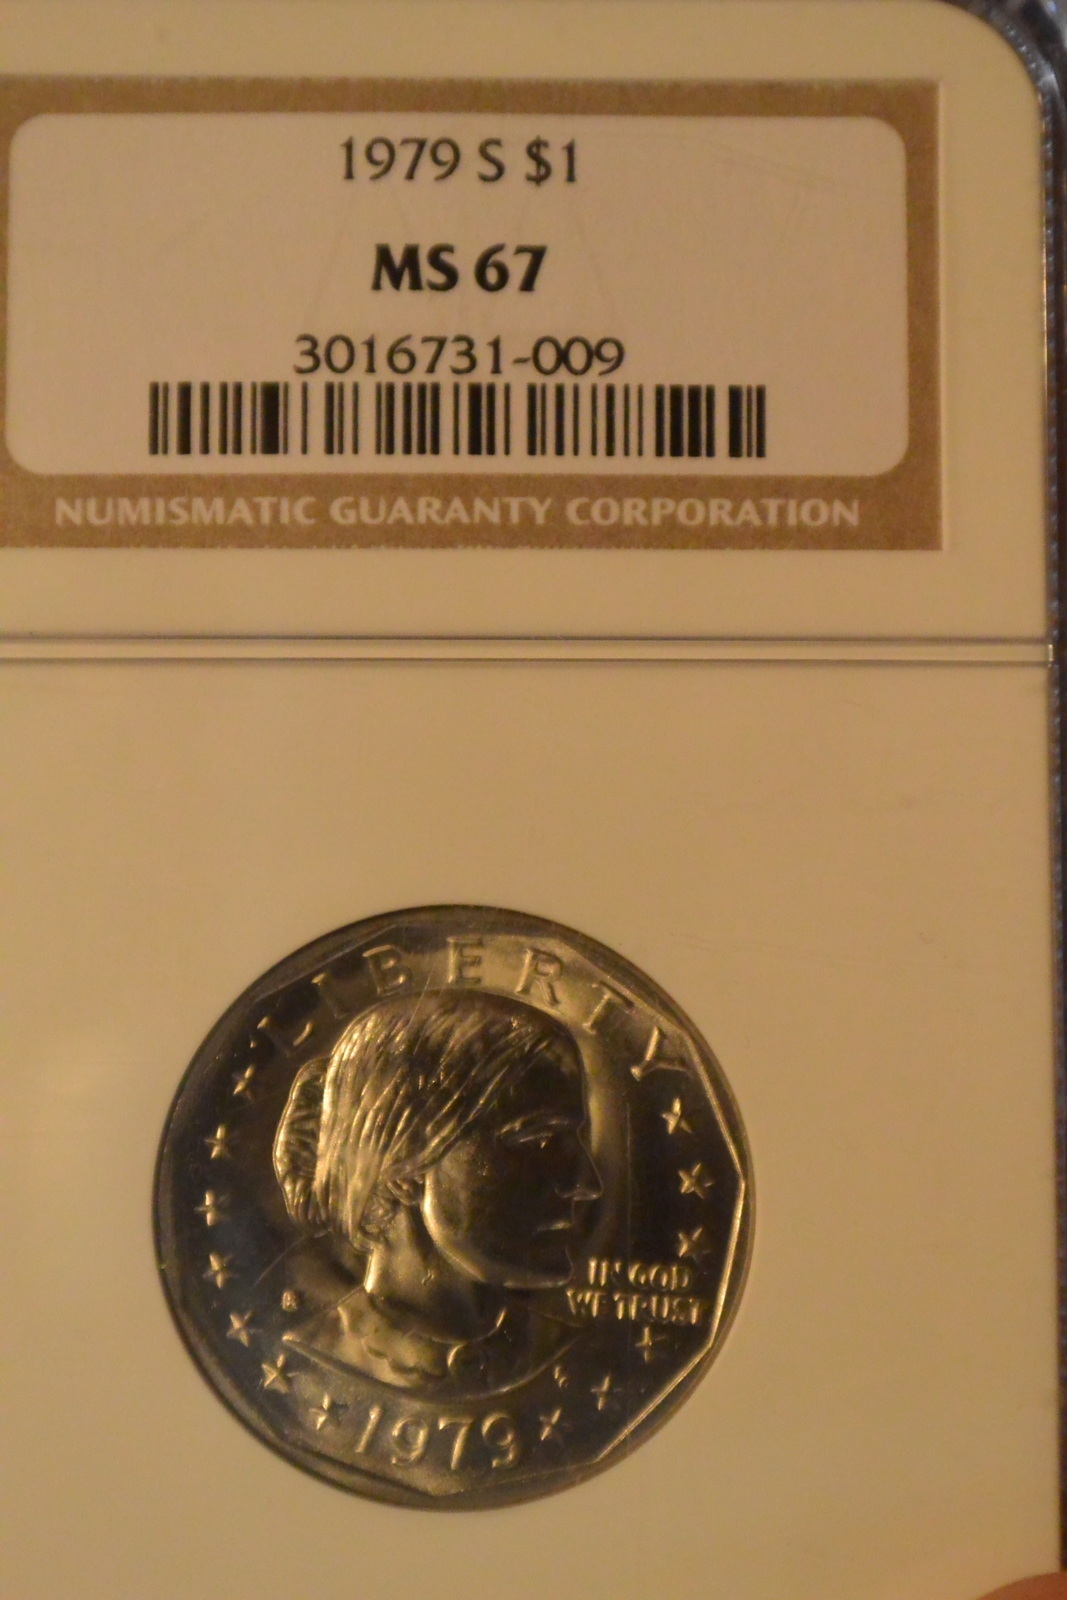 1979 S $1
MS 67
3016731-009
NUMISMATIC GUARANTY CORPORATION
LIBERTY
IN GOD
WE TRUST
S
1979